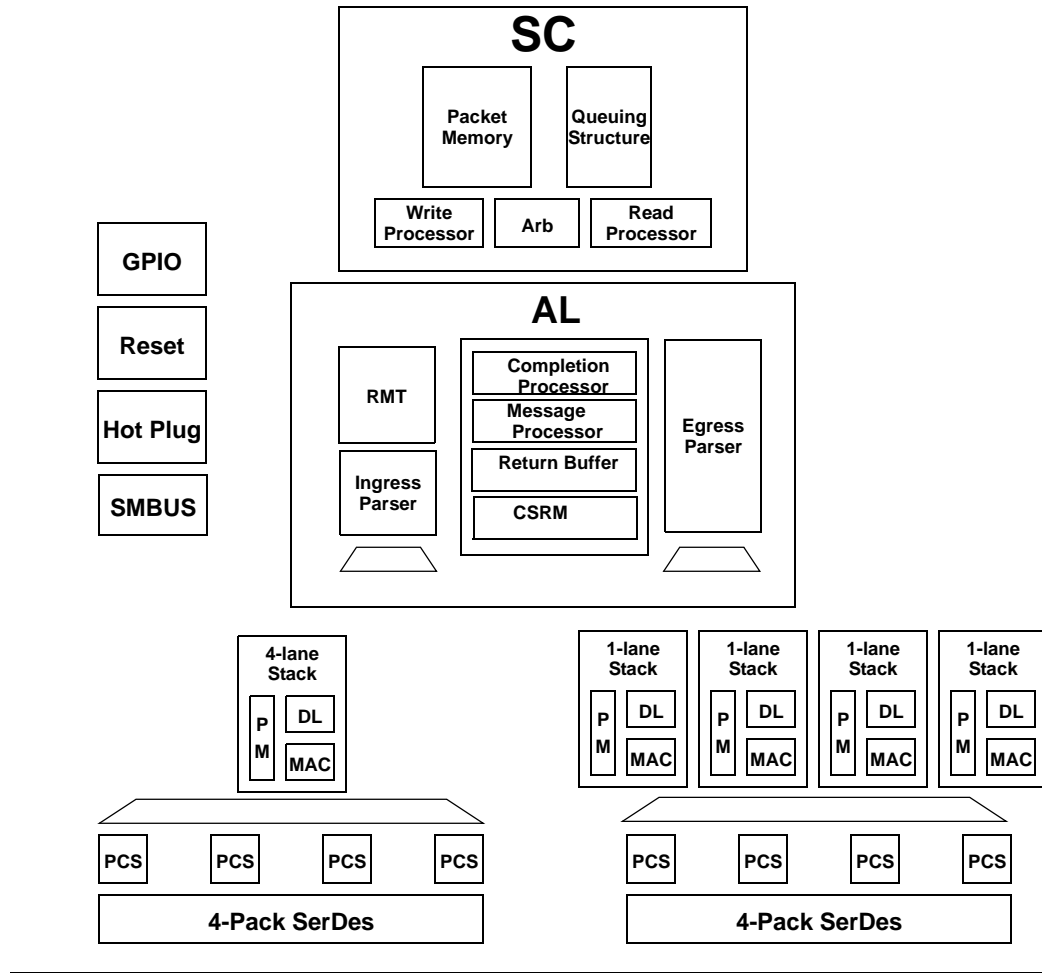 SC
Packet
Memory
Queuing
Structure
Write
Processor
Arb
Read
Processor
GPIO
Reset
Hot Plug
SMBUS
AL
RMT
Ingress
Parser
Completion
Processor
Message
Processor
Return Buffer
CSRM
Egress
Parser
4-lane
Stack
P
M
DL
MAC
1-lane
Stack
P
M
DL
MAC
1-lane
Stack
P
M
DL
MAC
1-lane
Stack
P
M
DL
MAC
1-lane
Stack
P
M
DL
MAC
PCS
PCS
PCS
PCS
4-Pack SerDes
PCS
PCS
PCS
PCS
4-Pack SerDes